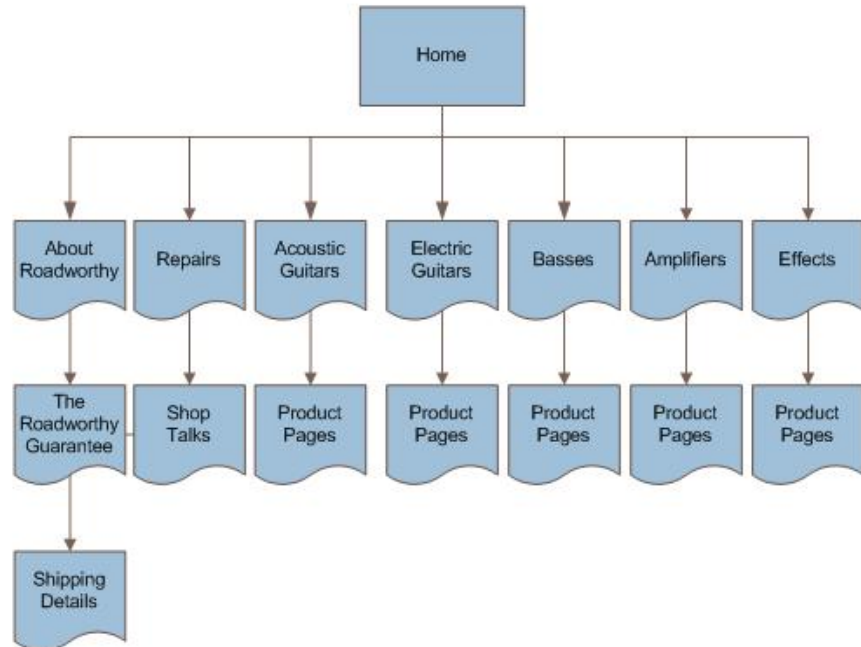 Home
About
Roadworthy
Repairs
Acoustic
Guitars
Electric
Guitars
Basses
Amplifiers
Effects
The
Roadworthy
Guarantee
Shop
Talks
Product
Pages
Product
Pages
Product
Pages
Product
Pages
Product
Pages
Shipping
Details